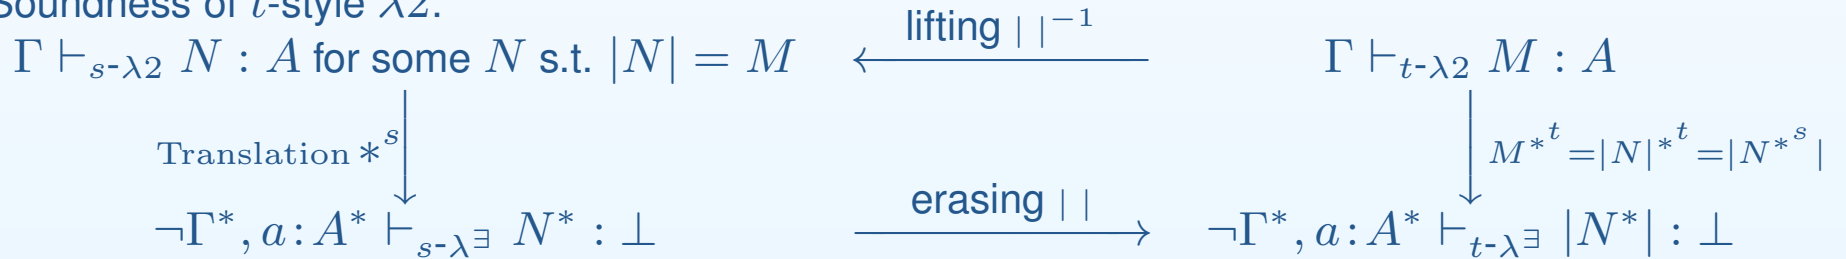 Soundness of t-style λ2.
lifting | |⁻¹
Γ ⊢ₛ-λ2 N : A for some N s.t. |N| = M
Γ ⊢ₜ-λ2 M : A
Translation *ˢ
M*ᵗ=|N|*ᵗ=|N*ˢ|
erasing | |
¬Γ*, a : A* ⊢ₛ-λ∃ N* : ⊥
¬Γ*, a : A* ⊢ₜ-λ∃ |N*| : ⊥